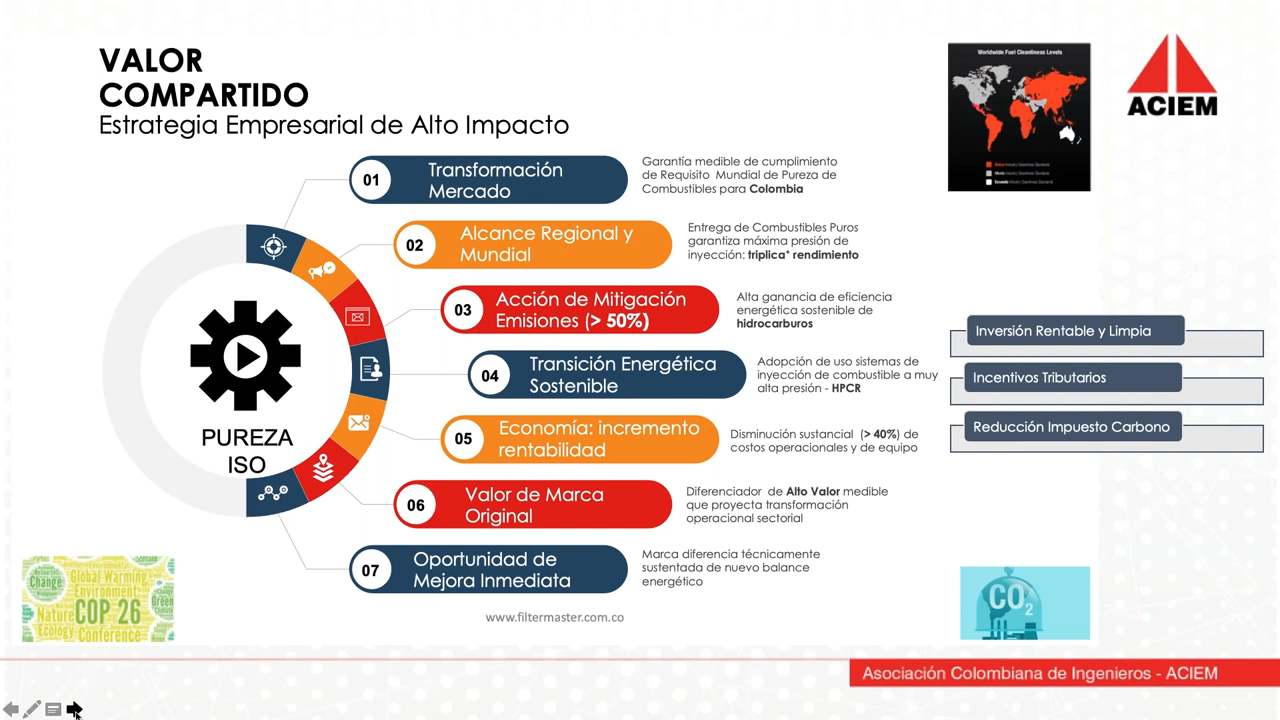 VALOR
COMPARTIDO
Estrategia Empresarial de Alto Impacto
Worldwide Fuel Cleanliness Levels
ACIEM
01
Transformación
Mercado
Garantía medible de cumplimiento
de Requisito Mundial de Pureza de
Combustibles para Colombia
02
Alcance Regional y
Mundial
Entrega de Combustibles Puros
garantiza máxima presión de
inyección: triplica* rendimiento
03
Acción de Mitigación
Emisiones (> 50%)
Alta ganancia de eficiencia
energética sostenible de
hidrocarburos
04
Transición Energética
Sostenible
Adopción de uso sistemas de
inyección de combustible a muy
alta presión - HPCR
05
Economía: incremento
rentabilidad
Disminución sustancial (> 40%) de
costos operacionales y de equipo
06
Valor de Marca
Original
Diferenciador de Alto Valor medible
que proyecta transformación
operacional sectorial
07
Oportunidad de
Mejora Inmediata
Marca diferencia técnicamente
sustentada de nuevo balance
energético
PUREZA
ISO
Inversión Rentable y Limpia
Incentivos Tributarios
Reducción Impuesto Carbono
Change
Global Warming
Environment
COP 26
Nature
Ecology
Conference
Green
Climate
CO2
www.filtermaster.com.co
Asociación Colombiana de Ingenieros - ACIEM